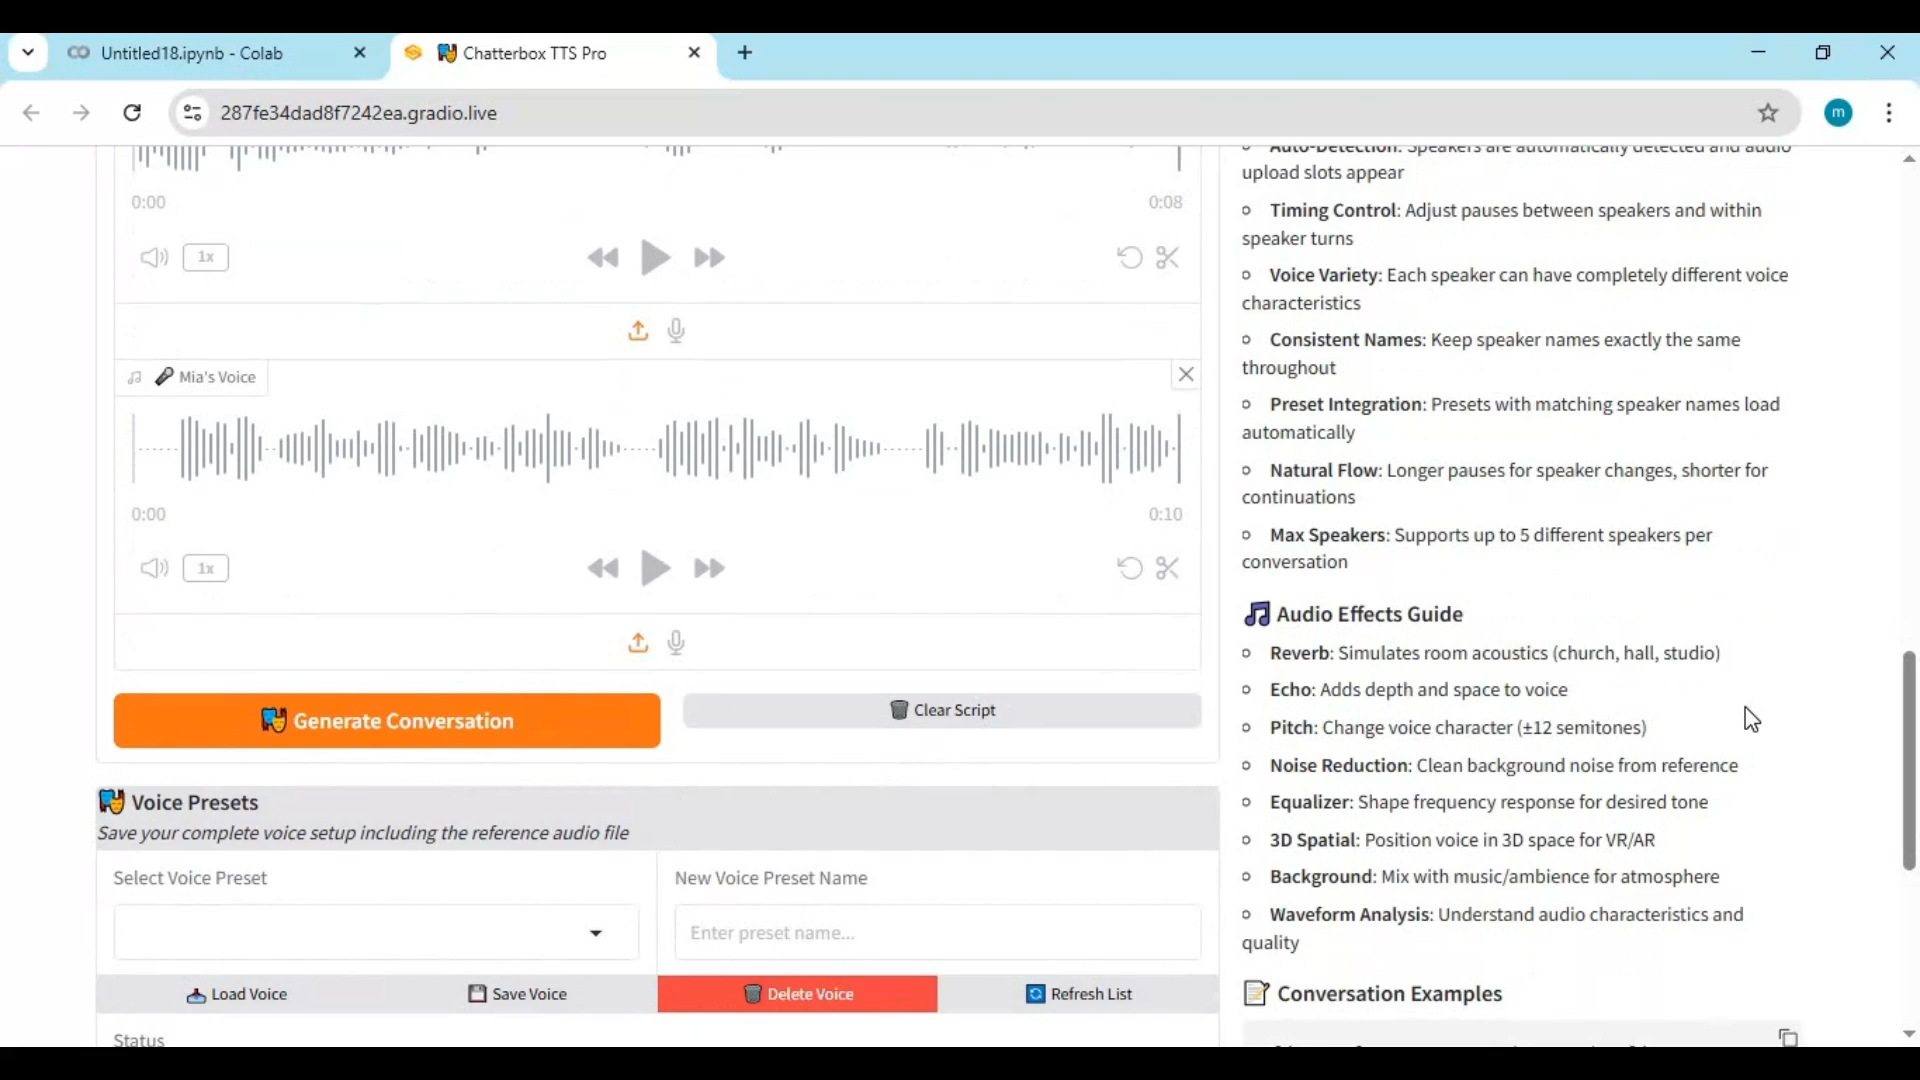 Untitled18.ipynb - Colab
Chatterbox TTS Pro
287fe34dad8f7242ea.gradio.live
m
0:00
0:08
1x
Mia's Voice
0:00
0:10
1x
Generate Conversation
Clear Script
Voice Presets
Save your complete voice setup including the reference audio file
Select Voice Preset
New Voice Preset Name
Enter preset name...
Load Voice
Save Voice
Delete Voice
Refresh List
Status
Auto-Detection: Speakers are automatically detected and audio
upload slots appear
Timing Control: Adjust pauses between speakers and within
speaker turns
Voice Variety: Each speaker can have completely different voice
characteristics
Consistent Names: Keep speaker names exactly the same
throughout
Preset Integration: Presets with matching speaker names load
automatically
Natural Flow: Longer pauses for speaker changes, shorter for
continuations
Max Speakers: Supports up to 5 different speakers per
conversation
Audio Effects Guide
Reverb: Simulates room acoustics (church, hall, studio)
Echo: Adds depth and space to voice
Pitch: Change voice character (±12 semitones)
Noise Reduction: Clean background noise from reference
Equalizer: Shape frequency response for desired tone
3D Spatial: Position voice in 3D space for VR/AR
Background: Mix with music/ambience for atmosphere
Waveform Analysis: Understand audio characteristics and
quality
Conversation Examples